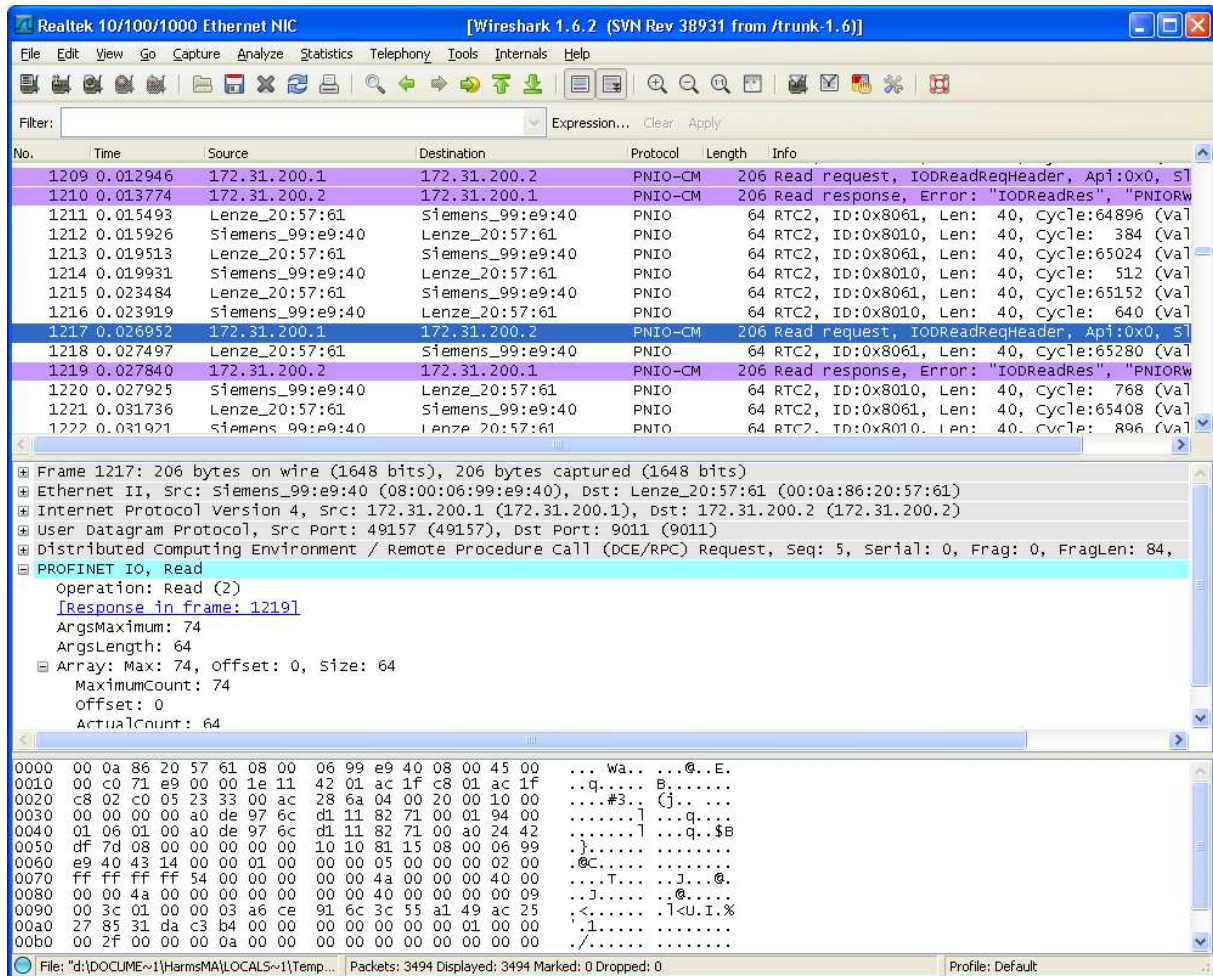 Realtek 10/100/1000 Ethernet NIC [Wireshark 1.6.2 (SVN Rev 38931 from /trunk-1.6)]
File Edit View Go Capture Analyze Statistics Telephony Tools Internals Help
Filter: Expression... Clear Apply
No. Time Source Destination Protocol Length Info
1209 0.012946 172.31.200.1 172.31.200.2 PNIO-CM 206 Read request, IODReadReqHeader, Api:0x0, Sl
1210 0.013774 172.31.200.2 172.31.200.1 PNIO-CM 206 Read response, Error: "IODReadRes", "PNIORW
1211 0.015493 Lenze_20:57:61 Siemens_99:e9:40 PNIO 64 RTC2, ID:0x8061, Len: 40, Cycle:64896 (Val
1212 0.015926 Siemens_99:e9:40 Lenze_20:57:61 PNIO 64 RTC2, ID:0x8010, Len: 40, Cycle: 384 (Val
1213 0.019513 Lenze_20:57:61 Siemens_99:e9:40 PNIO 64 RTC2, ID:0x8061, Len: 40, Cycle:65024 (Val
1214 0.019931 Siemens_99:e9:40 Lenze_20:57:61 PNIO 64 RTC2, ID:0x8010, Len: 40, Cycle: 512 (Val
1215 0.023484 Lenze_20:57:61 Siemens_99:e9:40 PNIO 64 RTC2, ID:0x8061, Len: 40, Cycle:65152 (Val
1216 0.023919 Siemens_99:e9:40 Lenze_20:57:61 PNIO 64 RTC2, ID:0x8010, Len: 40, Cycle: 640 (Val
1217 0.026952 172.31.200.1 172.31.200.2 PNIO-CM 206 Read request, IODReadReqHeader, Api:0x0, Sl
1218 0.027497 Lenze_20:57:61 Siemens_99:e9:40 PNIO 64 RTC2, ID:0x8061, Len: 40, Cycle:65280 (Val
1219 0.027840 172.31.200.2 172.31.200.1 PNIO-CM 206 Read response, Error: "IODReadRes", "PNIORW
1220 0.027925 Siemens_99:e9:40 Lenze_20:57:61 PNIO 64 RTC2, ID:0x8010, Len: 40, Cycle: 768 (Val
1221 0.031736 Lenze_20:57:61 Siemens_99:e9:40 PNIO 64 RTC2, ID:0x8061, Len: 40, Cycle:65408 (Val
1222 0.031921 Siemens_99:e9:40 Lenze_20:57:61 PNIO 64 RTC2, ID:0x8010, Len: 40, Cycle: 896 (Val
Frame 1217: 206 bytes on wire (1648 bits), 206 bytes captured (1648 bits)
Ethernet II, Src: Siemens_99:e9:40 (08:00:06:99:e9:40), Dst: Lenze_20:57:61 (00:0a:86:20:57:61)
Internet Protocol Version 4, Src: 172.31.200.1 (172.31.200.1), Dst: 172.31.200.2 (172.31.200.2)
User Datagram Protocol, Src Port: 49157 (49157), Dst Port: 9011 (9011)
Distributed Computing Environment / Remote Procedure Call (DCE/RPC) Request, Seq: 5, Serial: 0, Frag: 0, FragLen: 84,
PROFINET IO, Read
Operation: Read (2)
[Response in frame: 1219]
ArgsMaximum: 74
ArgsLength: 64
Array: Max: 74, Offset: 0, Size: 64
MaximumCount: 74
Offset: 0
ActualCount: 64
0000 00 0a 86 20 57 61 08 00 06 99 e9 40 08 00 45 00 ... Wa.. ...@..E.
0010 00 c0 71 e9 00 00 1e 11 42 01 ac 1f c8 01 ac 1f ..q..... B.......
0020 c8 02 c0 05 23 33 00 ac 28 6a 04 00 20 00 10 00 ....#3.. (j.. ...
0030 00 00 00 00 a0 de 97 6c d1 11 82 71 00 01 94 00 .......l ...q....
0040 01 06 01 00 a0 de 97 6c d1 11 82 71 00 a0 24 42 .......l ...q..$B
0050 df 7d 08 00 00 00 00 00 10 10 81 15 08 00 06 99 .}...... ........
0060 e9 40 43 14 00 00 01 00 00 00 05 00 00 00 02 00 .@C..... ........
0070 ff ff ff ff 54 00 00 00 00 00 4a 00 00 00 40 00 ....T... ..J...@.
0080 00 00 4a 00 00 00 00 00 00 00 40 00 00 00 00 09 ..J..... ..@.....
0090 00 3c 01 00 00 03 a6 ce 91 6c 3c 55 a1 49 ac 25 .<...... .l<U.I.%
00a0 27 85 31 da c3 b4 00 00 00 00 00 00 00 01 00 00 '.1..... ........
00b0 00 2f 00 00 00 0a 00 00 00 00 00 00 00 00 00 00 ./...... ........
File: "d:\DOCUME~1\HarmsMA\LOCALS~1\Temp... Packets: 3494 Displayed: 3494 Marked: 0 Dropped: 0 Profile: Default